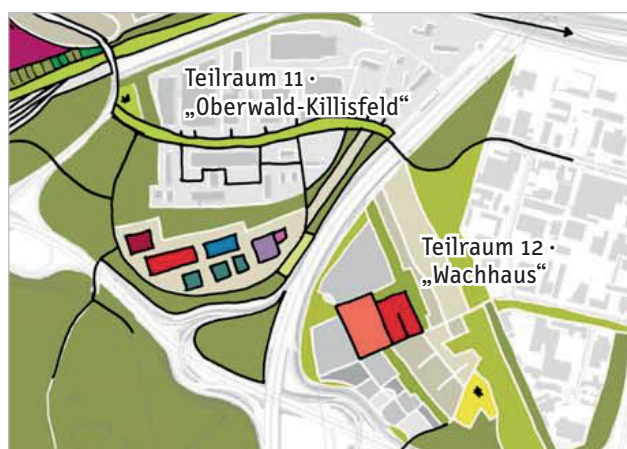 Teilraum 11 ·
„Oberwald-Killisfeld“
Teilraum 12 ·
„Wachhaus“